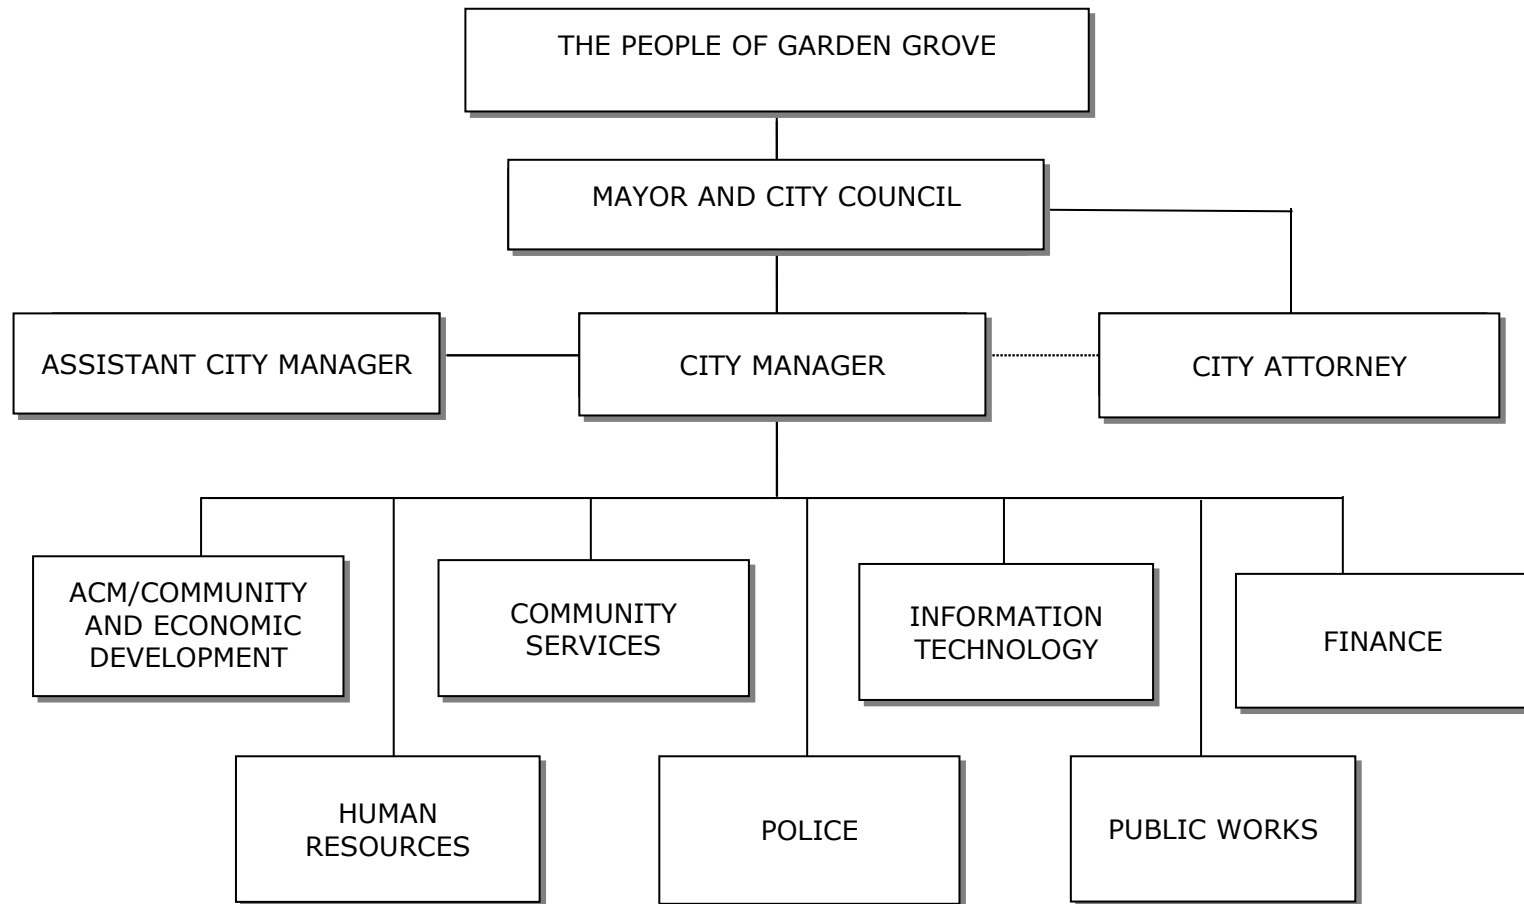 THE PEOPLE OF GARDEN GROVE
MAYOR AND CITY COUNCIL
ASSISTANT CITY MANAGER
CITY MANAGER
CITY ATTORNEY
ACM/COMMUNITY
AND ECONOMIC
DEVELOPMENT
COMMUNITY
SERVICES
INFORMATION
TECHNOLOGY
FINANCE
HUMAN
RESOURCES
POLICE
PUBLIC WORKS